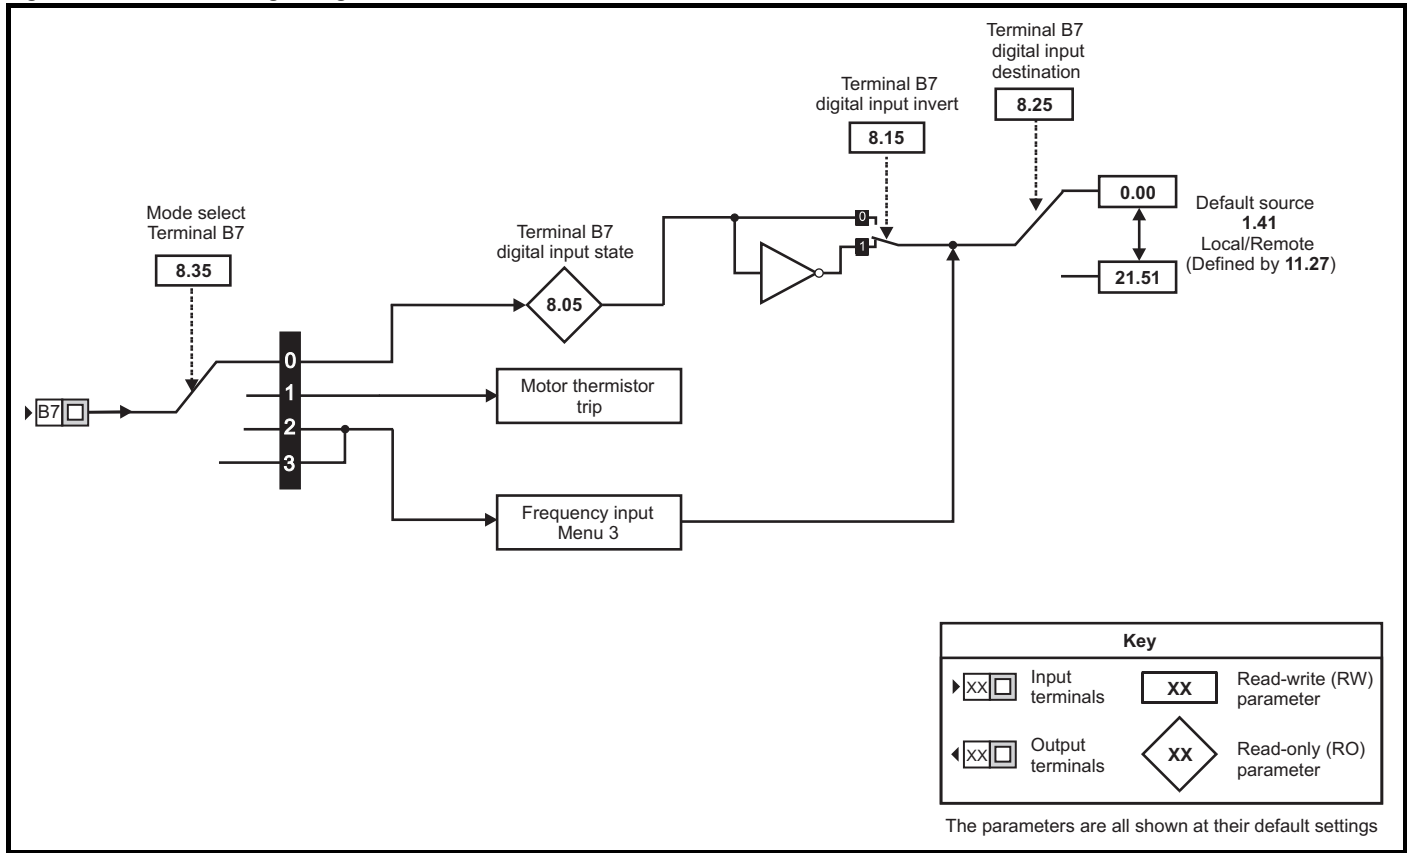 Terminal B7
digital input
destination
8.25
Terminal B7
digital input invert
8.15
0.00
Default source
1.41
Local/Remote
(Defined by 11.27)
21.51
Mode select
Terminal B7
8.35
Terminal B7
digital input state
8.05
0
1
B7
0
1
2
3
Motor thermistor
trip
Frequency input
Menu 3
Key
XX
Input
terminals
XX
Read-write (RW)
parameter
XX
Output
terminals
XX
Read-only (RO)
parameter
The parameters are all shown at their default settings